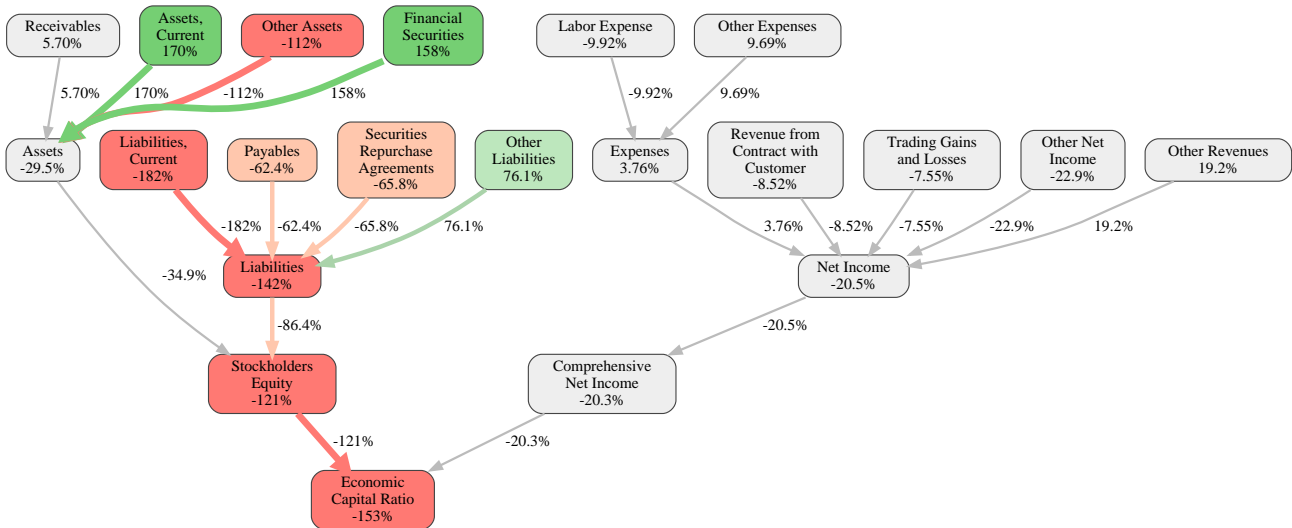 Receivables
5.70%
Assets,
Current
170%
Other Assets
-112%
Financial
Securities
158%
Labor Expense
-9.92%
Other Expenses
9.69%
5.70%
170%
-112%
158%
-9.92%
9.69%
Assets
-29.5%
Liabilities,
Current
-182%
Payables
-62.4%
Securities
Repurchase
Agreements
-65.8%
Other
Liabilities
76.1%
Expenses
3.76%
Revenue from
Contract with
Customer
-8.52%
Trading Gains
and Losses
-7.55%
Other Net
Income
-22.9%
Other Revenues
19.2%
-34.9%
-182%
-62.4%
-65.8%
76.1%
3.76%
-8.52%
-7.55%
-22.9%
19.2%
Liabilities
-142%
Net Income
-20.5%
-86.4%
-20.5%
Stockholders
Equity
-121%
Comprehensive
Net Income
-20.3%
-121%
-20.3%
Economic
Capital Ratio
-153%